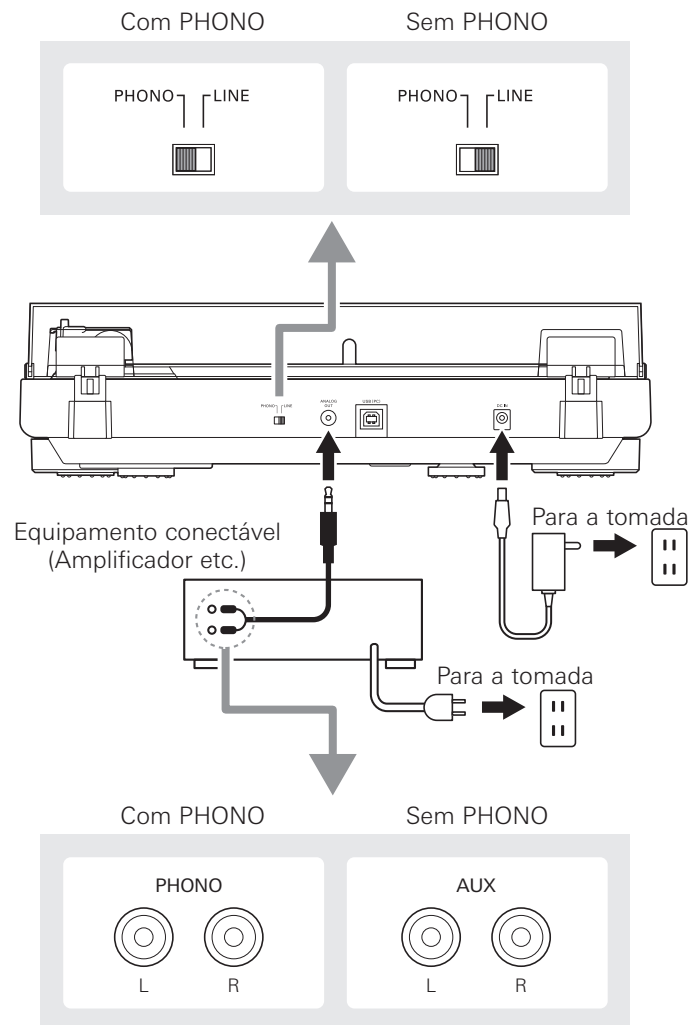 Com PHONO Sem PHONO
PHONO LINE PHONO LINE
PHONO LINE ANALOG OUT USB(PC) DC IN
Equipamento conectável
(Amplificador etc.)
Para a tomada
Para a tomada
Com PHONO Sem PHONO
PHONO AUX
L R L R